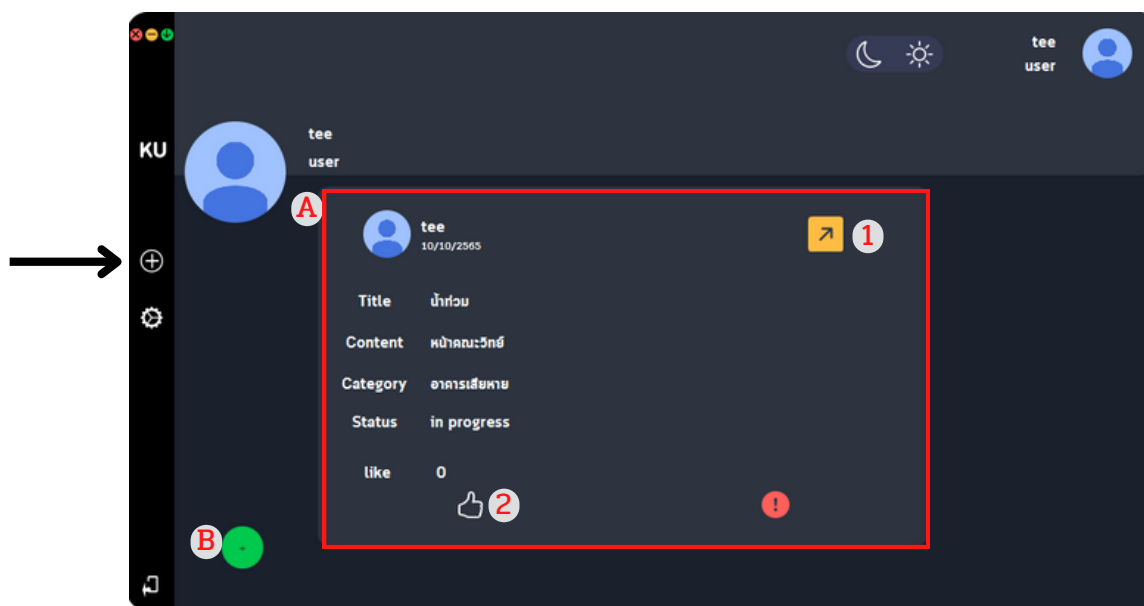 tee
user
KU
tee
user
A
tee
10/10/2565
1
Title น้ำท่วม
Content หน้าคณะวิทย์
Category อาคารเสียหาย
Status in progress
like 0
2
!
B
+